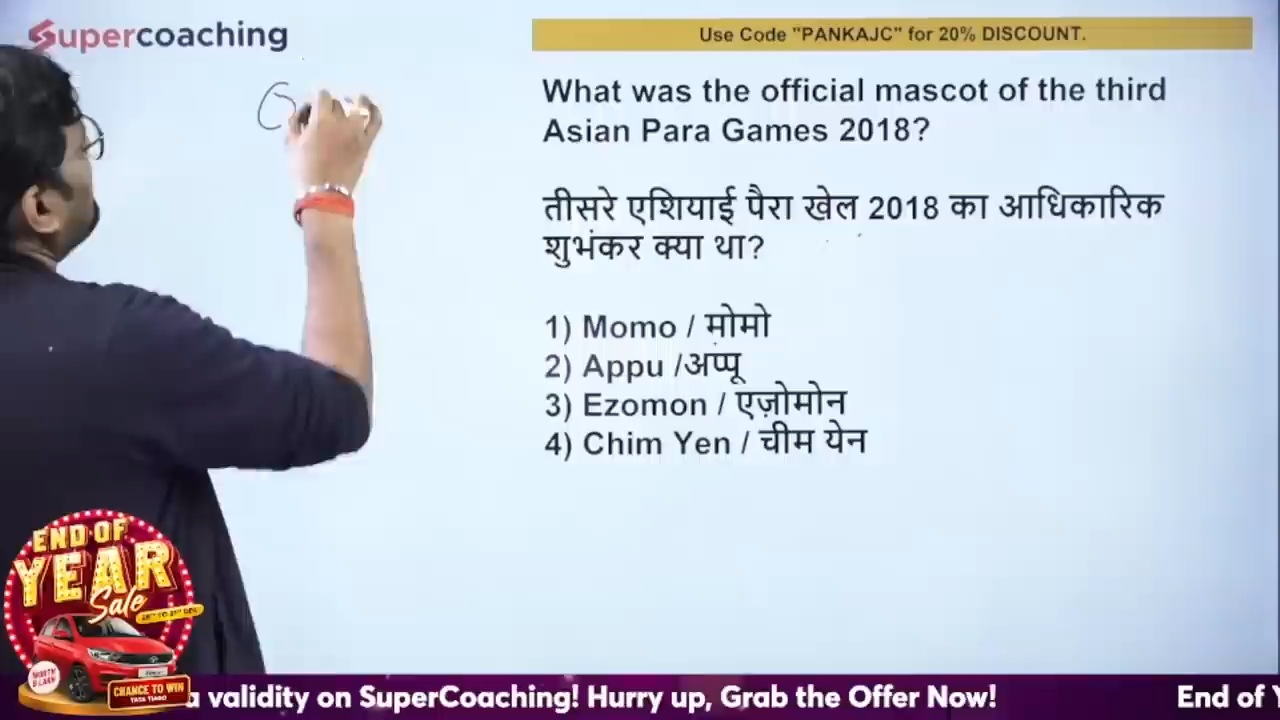 Supercoaching
Use Code "PANKAJC" for 20% DISCOUNT.
What was the official mascot of the third
Asian Para Games 2018?
तीसरे एशियाई पैरा खेल 2018 का आधिकारिक
शुभंकर क्या था?
1) Momo / मोमो
2) Appu /अप्पू
3) Ezomon / एज़ोमोन
4) Chim Yen / चीम येन
G
END OF
YEAR
Sale
CHANCE TO WIN
TATA TIAGO
a validity on SuperCoaching! Hurry up, Grab the Offer Now!
End of Y